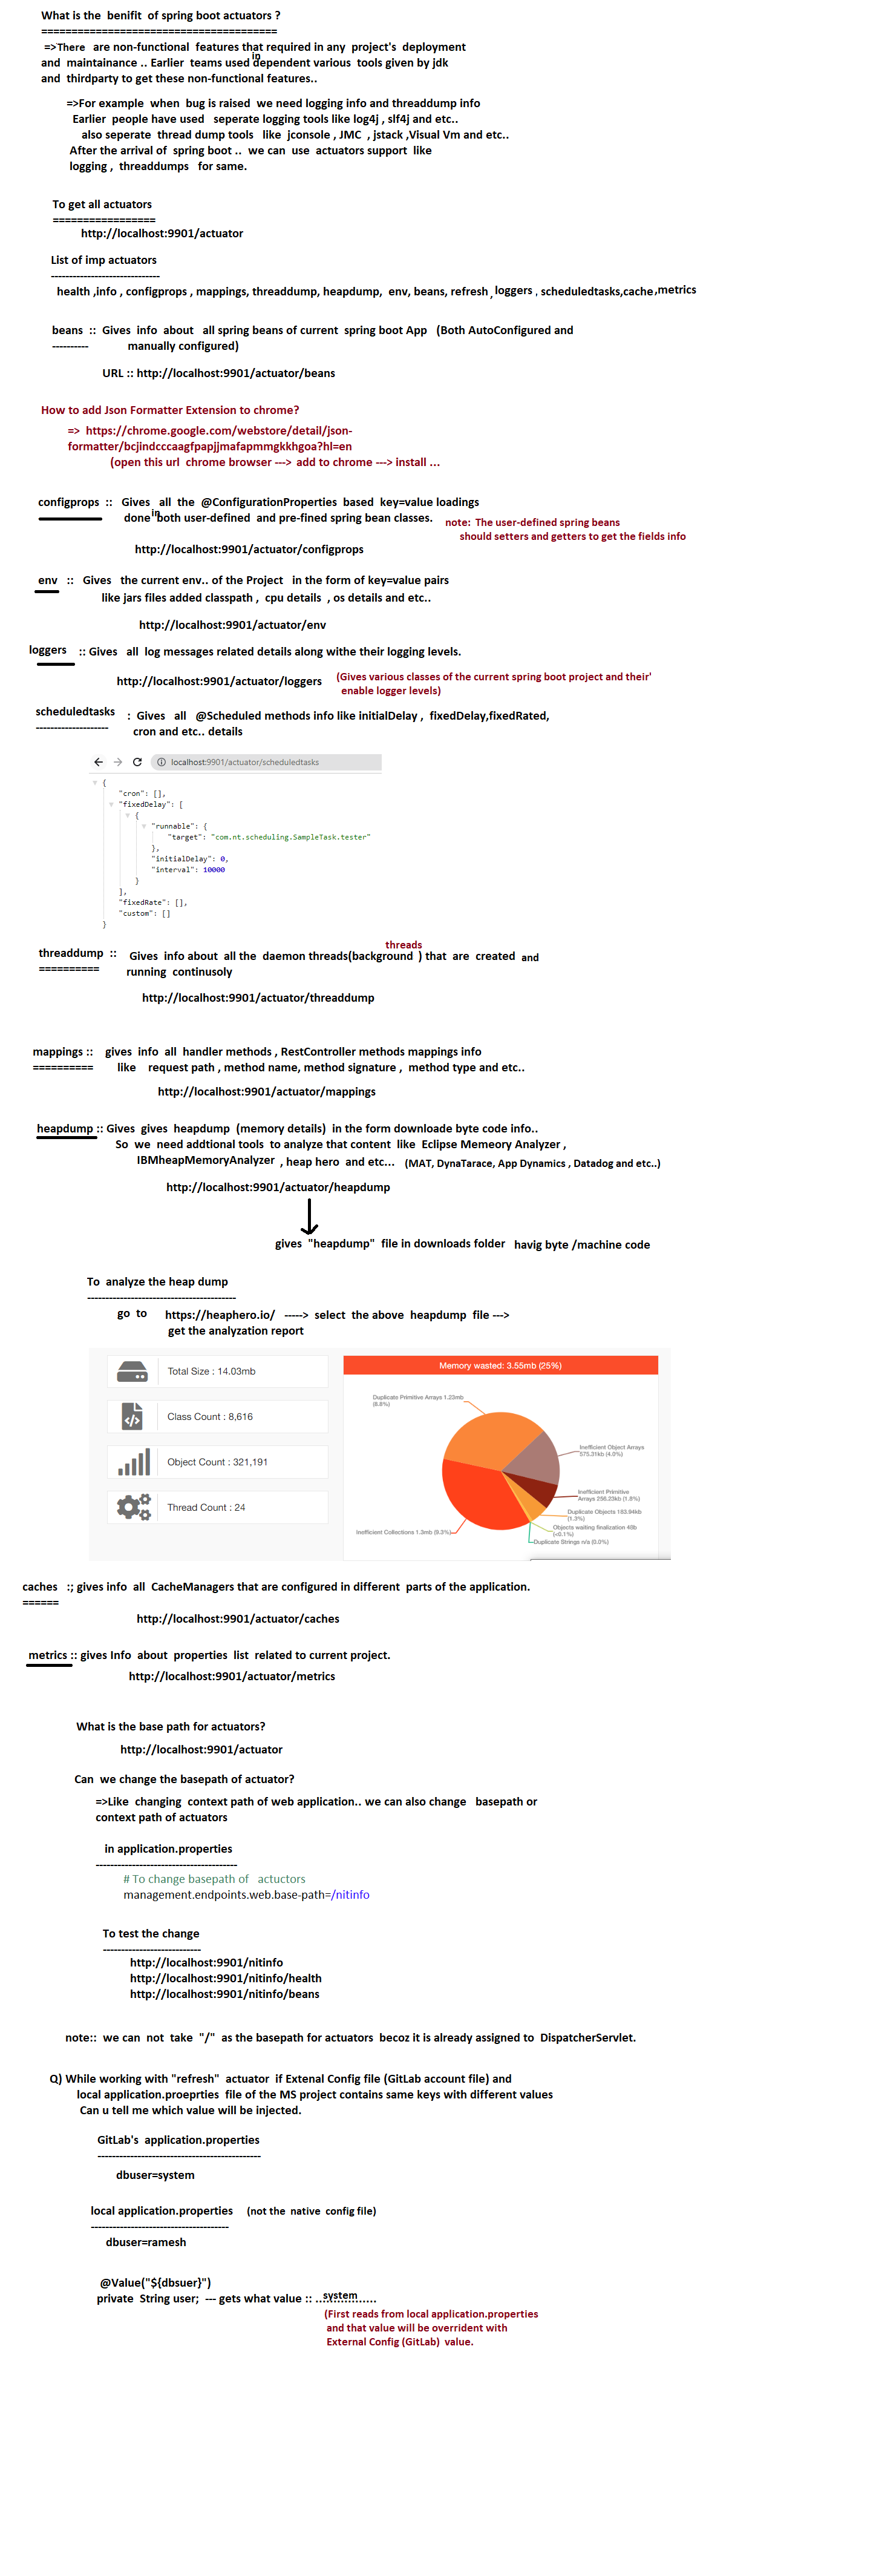 What is the  benifit  of spring boot actuators ?
=======================================
=>There  are non-functional  features that required in any  project's  deployment
and  maintainance .. Earlier  teams used in dependent various  tools given by jdk
and  thirdparty to get these non-functional features..
=>For example  when  bug is raised  we need logging info and threaddump info
Earlier  people have used  seperate logging tools like log4j , slf4j and etc..
also seperate  thread dump tools  like  jconsole , JMC  , jstack ,Visual Vm and etc..
After the arrival of  spring boot ..  we can  use  actuators support  like
logging ,  threaddumps  for same.
To get all actuators
=================
http://localhost:9901/actuator
List of imp actuators
------------------------------
health ,info , configprops , mappings, threaddump, heapdump,  env, beans, refresh , loggers , scheduledtasks,cache,metrics
beans  ::  Gives  info  about  all spring beans of current  spring boot App  (Both AutoConfigured and
----------  manually configured)
URL :: http://localhost:9901/actuator/beans
How to add Json Formatter Extension to chrome?
=>  https://chrome.google.com/webstore/detail/json-
formatter/bcjindcccaagfpapjjmafapmmgkkhgoa?hl=en
(open this url  chrome browser --->  add to chrome ---> install ...
configprops  ::  Gives  all  the  @ConfigurationProperties  based  key=value loadings
done in both user-defined  and pre-fined spring bean classes.
note:  The user-defined spring beans
should setters and getters to get the fields info
http://localhost:9901/actuator/configprops
env  ::  Gives  the current env.. of the Project  in the form of key=value pairs
like jars files added classpath ,  cpu details  , os details and etc..
http://localhost:9901/actuator/env
loggers  :: Gives  all  log messages related details along withe their logging levels.
http://localhost:9901/actuator/loggers  (Gives various classes of the current spring boot project and their'
enable logger levels)
scheduledtasks  :  Gives  all  @Scheduled methods info like initialDelay ,  fixedDelay,fixedRated,
--------------------  cron and etc.. details
localhost:9901/actuator/scheduledtasks
{
"cron": [],
"fixedDelay": [
{
"runnable": {
"target": "com.nt.scheduling.SampleTask.tester"
},
"initialDelay": 0,
"interval": 10000
}
],
"fixedRate": [],
"custom": []
}
threaddump  ::  Gives  info about  all the  daemon threads(background threads ) that  are  created  and
==========  running  continusoly
http://localhost:9901/actuator/threaddump
mappings ::  gives  info  all  handler methods , RestController methods mappings info
==========  like  request path , method name, method signature ,  method type and etc..
http://localhost:9901/actuator/mappings
heapdump :: Gives  gives  heapdump  (memory details)  in the form downloade byte code info..
So  we  need addtional tools  to analyze that content  like  Eclipse Memeory Analyzer ,
IBMheapMemoryAnalyzer  , heap hero  and etc...  (MAT, DynaTarace, App Dynamics , Datadog and etc..)
http://localhost:9901/actuator/heapdump
gives  "heapdump"  file in downloads folder  havig byte /machine code
To  analyze the heap dump
-----------------------------------------
go  to  https://heaphero.io/  ----->  select  the above  heapdump  file --->
get the analyzation report
Total Size : 14.03mb
Class Count : 8,616
Object Count : 321,191
Thread Count : 24
Memory wasted: 3.55mb (25%)
Duplicate Primitive Arrays 1.23mb
(8.8%)
Inefficient Object Arrays
575.31kb (4.0%)
Inefficient Primitive
Arrays 256.23kb (1.8%)
Duplicate Objects 183.94kb
(1.3%)
Objects waiting finalization 48b
(<0.1%)
Duplicate Strings n/a (0.0%)
Inefficient Collections 1.3mb (9.3%)
caches  :; gives info  all  CacheManagers that are configured in different  parts of the application.
======
http://localhost:9901/actuator/caches
metrics :: gives Info  about  properties  list  related to current project.
http://localhost:9901/actuator/metrics
What is the base path for actuators?
http://localhost:9901/actuator
Can  we change the basepath of actuator?
=>Like  changing  context path of web application.. we can also change  basepath or
context path of actuators
in application.properties
---------------------------------------
# To change basepath of  actuctors
management.endpoints.web.base-path=/nitinfo
To test the change
---------------------------
http://localhost:9901/nitinfo
http://localhost:9901/nitinfo/health
http://localhost:9901/nitinfo/beans
note::  we can  not  take  "/"  as the basepath for actuators  becoz it is already assigned to  DispatcherServlet.
Q) While working with "refresh"  actuator  if Extenal Config file (GitLab account file) and
local application.proeprties  file of the MS project contains same keys with different values
Can u tell me which value will be injected.
GitLab's  application.properties
---------------------------------------------
dbuser=system
local application.properties  (not the  native  config file)
--------------------------------------
dbuser=ramesh
@Value("${dbsuer}")
private  String user;  --- gets what value :: ...system...
(First reads from local application.properties
and that value will be overrident with
External Config (GitLab)  value.